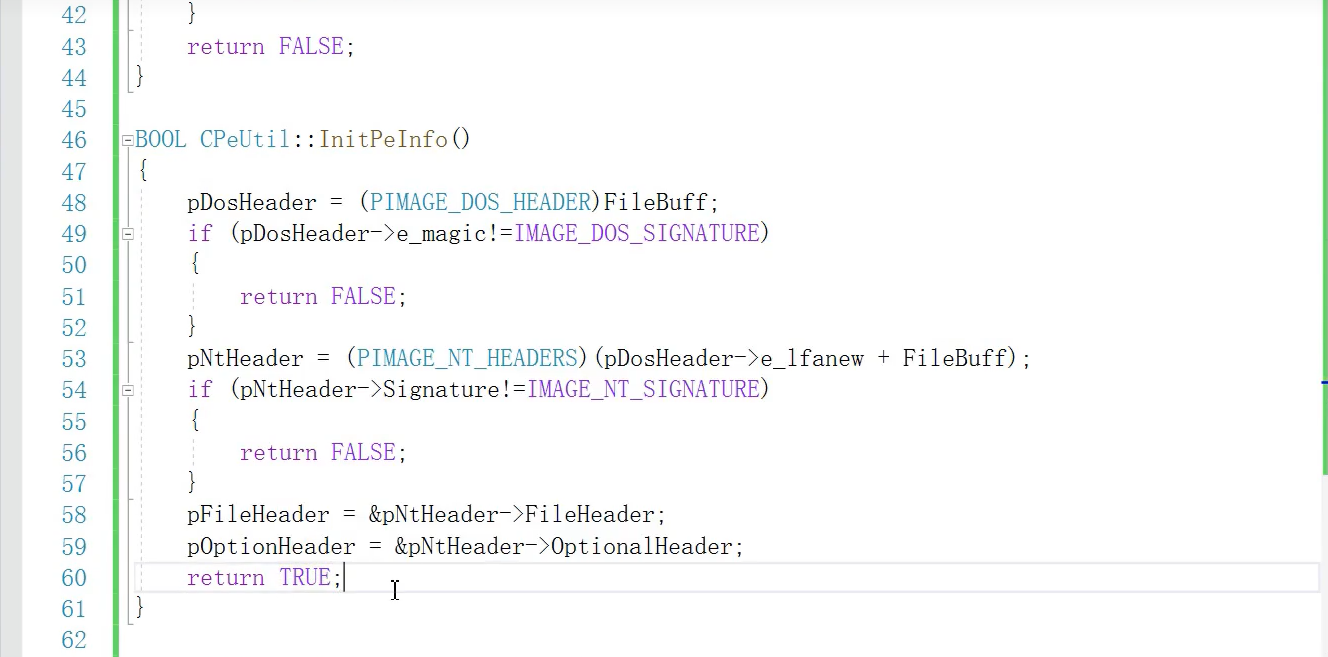 42 }
43 return FALSE;
44 }
45
46 BOOL CPeUtil::InitPeInfo()
47 {
48 pDosHeader = (PIMAGE_DOS_HEADER)FileBuff;
49 if (pDosHeader->e_magic!=IMAGE_DOS_SIGNATURE)
50 {
51 return FALSE;
52 }
53 pNtHeader = (PIMAGE_NT_HEADERS)(pDosHeader->e_lfanew + FileBuff);
54 if (pNtHeader->Signature!=IMAGE_NT_SIGNATURE)
55 {
56 return FALSE;
57 }
58 pFileHeader = &pNtHeader->FileHeader;
59 pOptionHeader = &pNtHeader->OptionalHeader;
60 return TRUE;
61 }
62